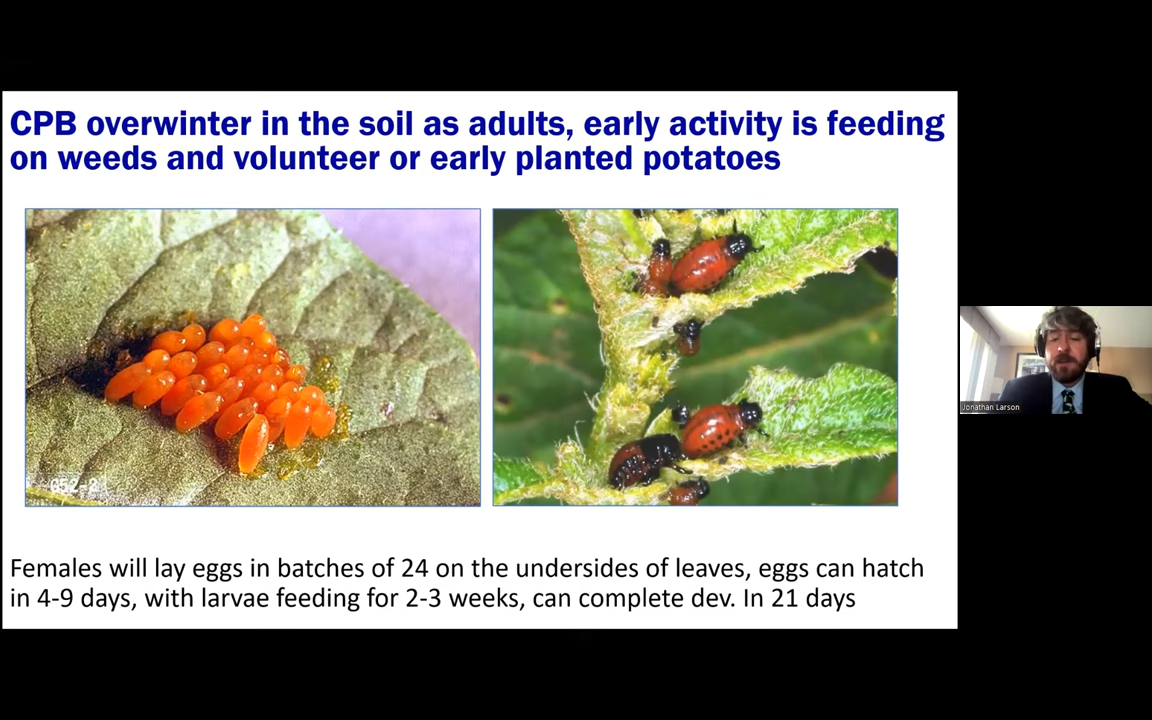 CPB overwinter in the soil as adults, early activity is feeding
on weeds and volunteer or early planted potatoes
652-2
Jonathan Larson
Females will lay eggs in batches of 24 on the undersides of leaves, eggs can hatch
in 4-9 days, with larvae feeding for 2-3 weeks, can complete dev. In 21 days